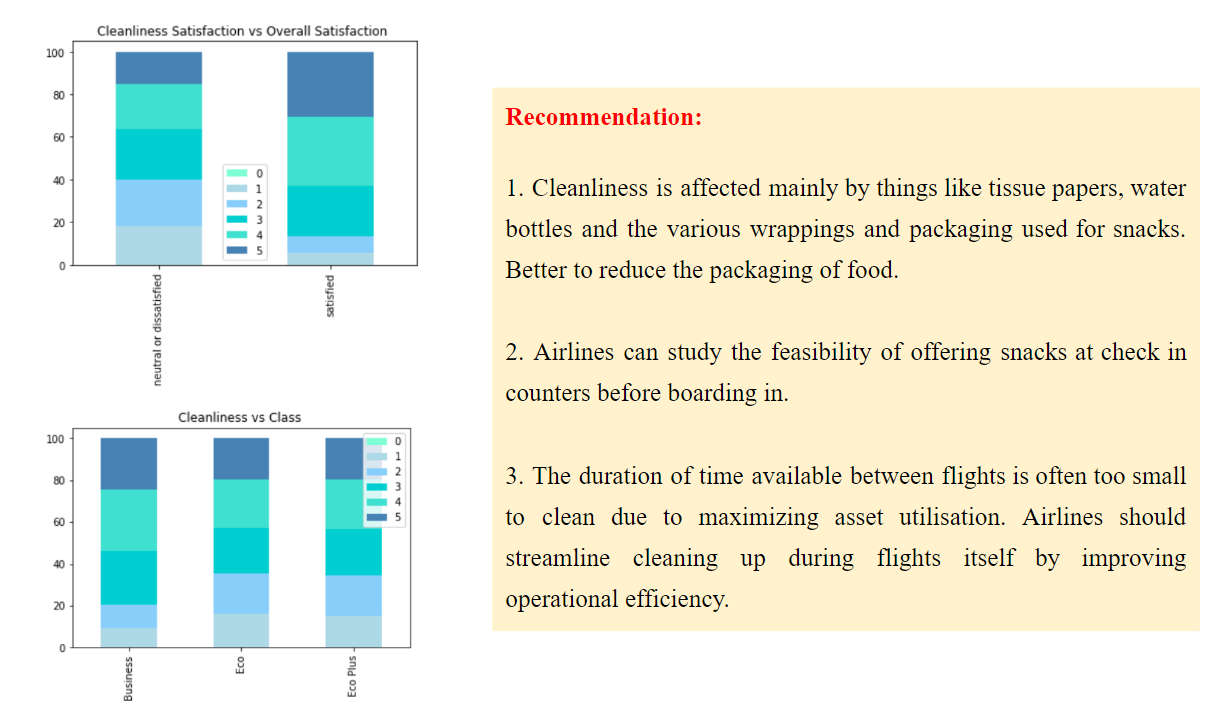 Cleanliness Satisfaction vs Overall Satisfaction
100
80
60
40
20
0
0
1
2
3
4
5
neutral or dissatisfied
satisfied
Cleanliness vs Class
100
80
60
40
20
0
0
1
2
3
4
5
Business
Eco
Eco Plus
Recommendation:
1. Cleanliness is affected mainly by things like tissue papers, water
bottles and the various wrappings and packaging used for snacks.
Better to reduce the packaging of food.
2. Airlines can study the feasibility of offering snacks at check in
counters before boarding in.
3. The duration of time available between flights is often too small
to clean due to maximizing asset utilisation. Airlines should
streamline cleaning up during flights itself by improving
operational efficiency.